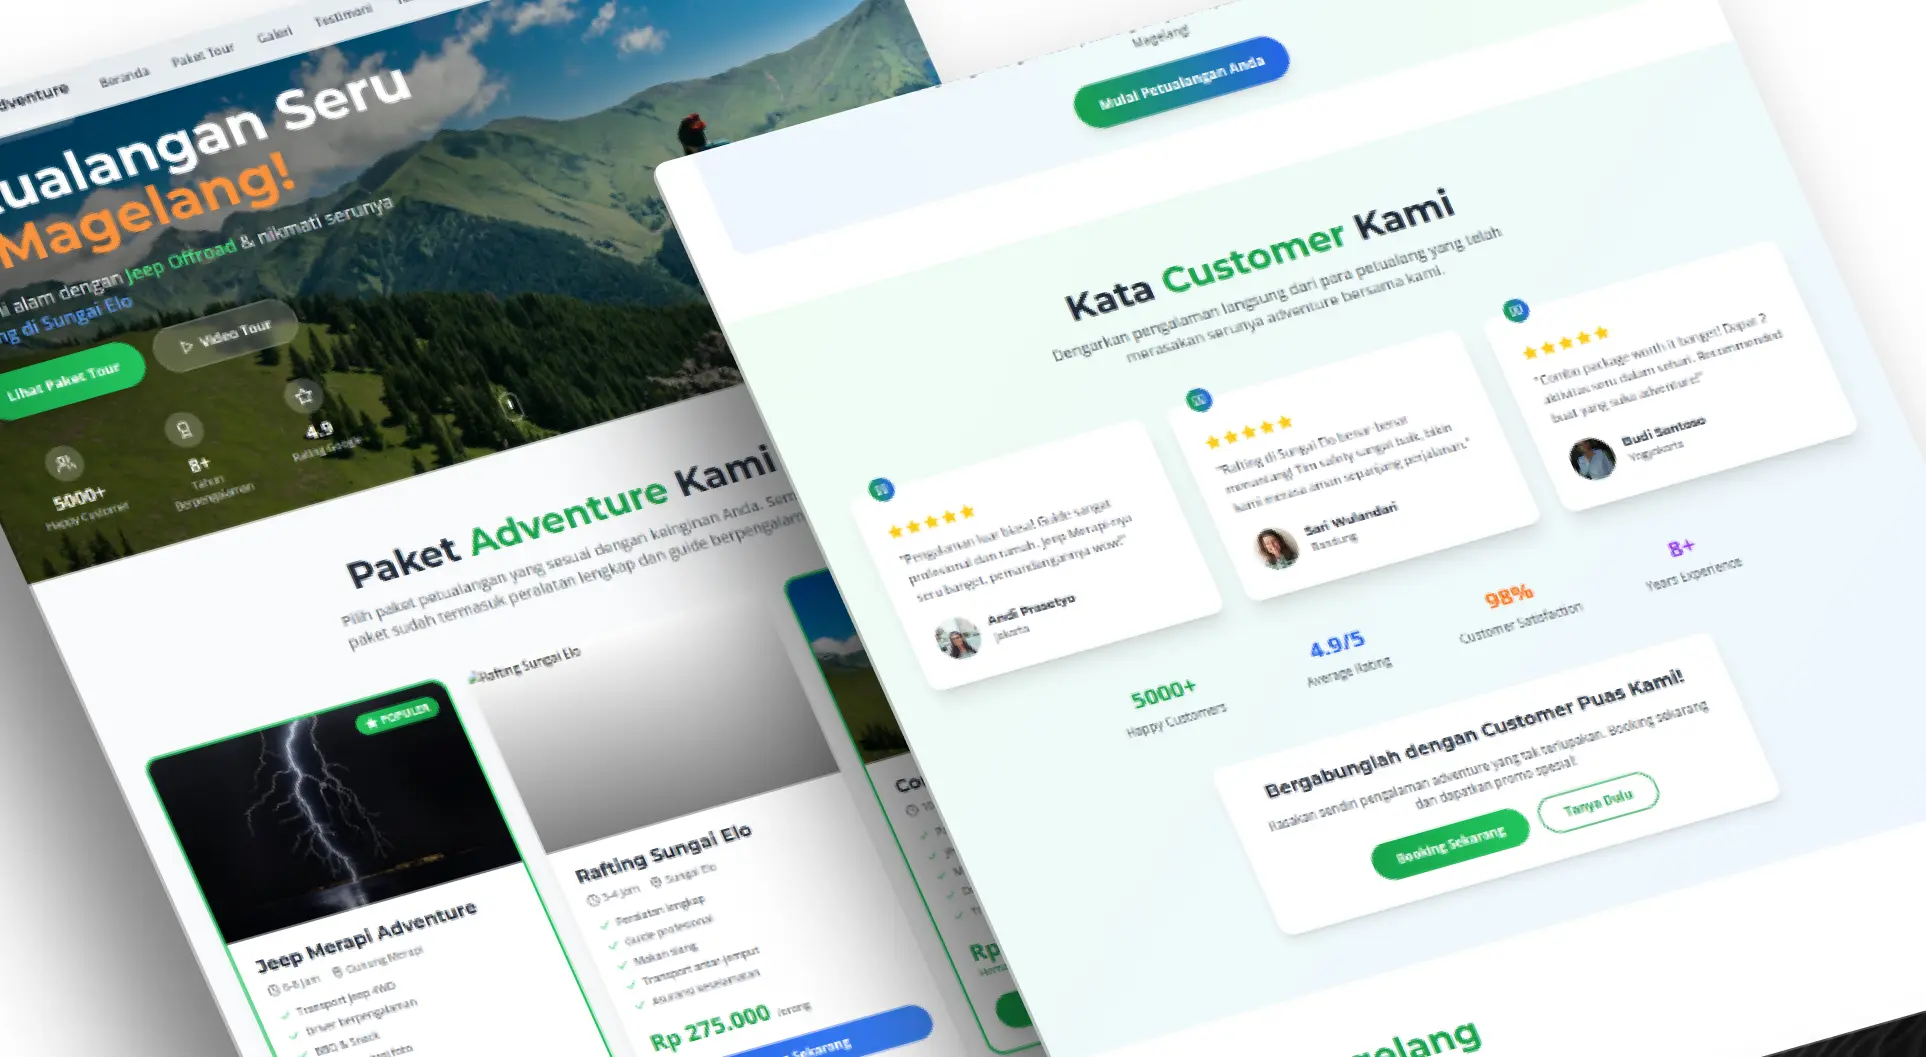 Beranda
Paket Tour
Galeri
Testimoni
Seru
Magelang!
alam dengan Jeep Offroad & nikmati serunya
di Sungai Elo
Lihat Paket Tour
Video Tour
5000+
Happy Customer
8+
Tahun
Berpengalaman
4.9
Rating Google
Paket Adventure Kami
Pilih paket petualangan yang sesuai dengan keinginan Anda.
paket sudah termasuk peralatan lengkap dan guide
POPULER
Jeep Merapi Adventure
6-8 jam
Gunung Merapi
Transport Jeep 4WD
Driver berpengalaman
BBQ & Snack
Rafting Sungai Elo
Rafting Sungai Elo
3-4 jam
Sungai Elo
Peralatan lengkap
Guide profesional
Makan siang
Transport antar jemput
Asuransi keselamatan
Rp 275.000 /orang
Sekarang
Rp
Magelang!
Mulai Petualangan Anda
Kata Customer Kami
Dengarkan pengalaman langsung dari para petualang yang telah
merasakan serunya adventure bersama kami.
"Pengalaman luar biasa! Guide sangat
profesional dan ramah. Jeep Merapi-nya
seru banget, pemandangannya wow!"
Andi Prasetyo
Jakarta
"Rafting di Sungai Elo benar-benar
menantang! Tim safety sangat baik, bikin
kami merasa aman sepanjang perjalanan."
Sari Wulandari
Bandung
"Combo package worth it banget! Dapat 2
aktivitas seru dalam sehari. Recommended
buat yang suka adventure!"
Budi Santoso
Yogyakarta
5000+
Happy Customers
4.9/5
Average Rating
98%
Customer Satisfaction
8+
Years Experience
Bergabunglah dengan Customer Puas Kami!
Rasakan sendiri pengalaman adventure yang tak terlupakan. Booking sekarang
dan dapatkan promo spesial!
Booking Sekarang
Tanya Dulu